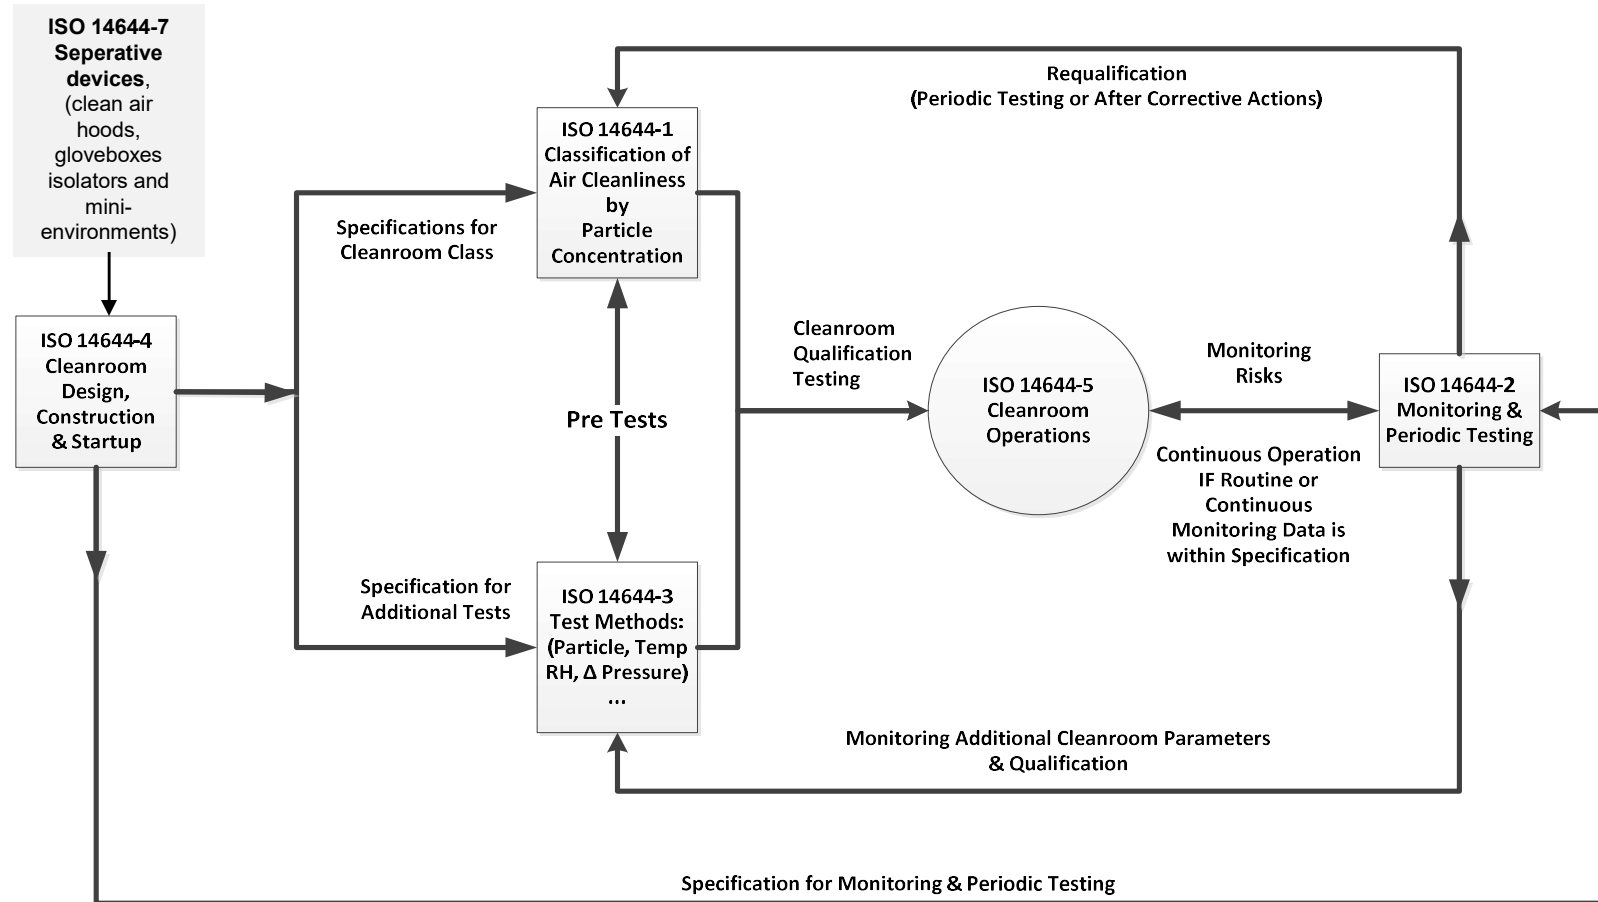 ISO 14644-7
Seperative
devices,
(clean air
hoods,
gloveboxes
isolators and
mini-
environments)
ISO 14644-4
Cleanroom
Design,
Construction
& Startup
Specifications for
Cleanroom Class
Specification for
Additional Tests
ISO 14644-1
Classification of
Air Cleanliness
by
Particle
Concentration
Pre Tests
ISO 14644-3
Test Methods:
(Particle, Temp
RH, Δ Pressure)
...
Requalification
(Periodic Testing or After Corrective Actions)
Cleanroom
Qualification
Testing
ISO 14644-5
Cleanroom
Operations
Monitoring
Risks
Continuous Operation
IF Routine or
Continuous
Monitoring Data is
within Specification
ISO 14644-2
Monitoring &
Periodic Testing
Monitoring Additional Cleanroom Parameters
& Qualification
Specification for Monitoring & Periodic Testing